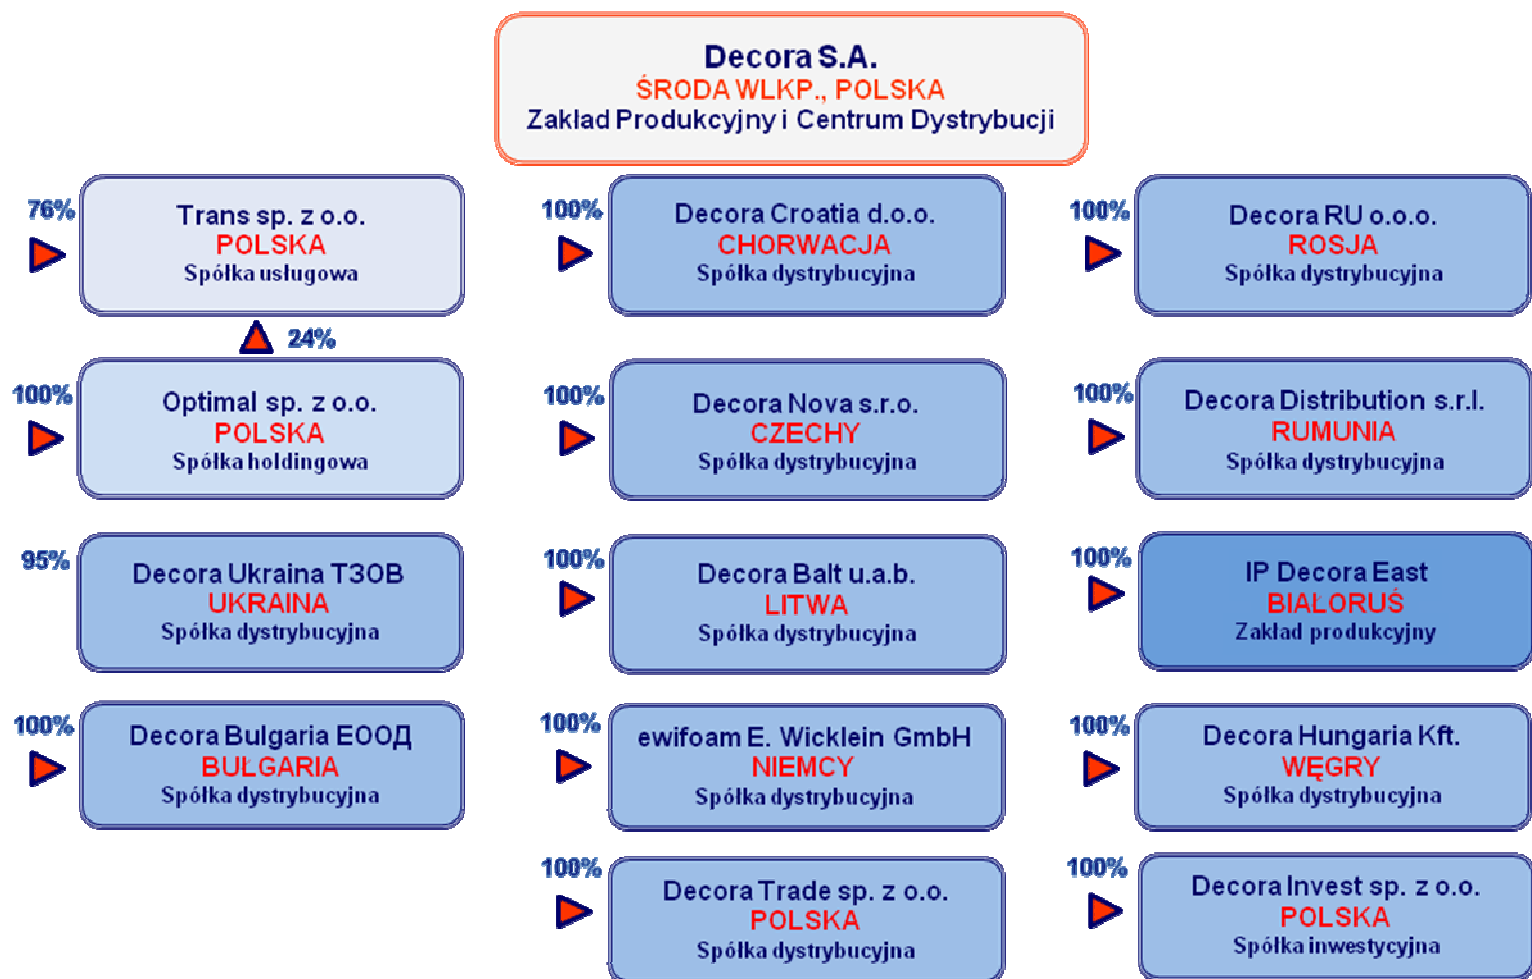 Decora S.A.
ŚRODA WLKP., POLSKA
Zakład Produkcyjny i Centrum Dystrybucji
76%
Trans sp. z o.o.
POLSKA
Spółka usługowa
100%
Decora Croatia d.o.o.
CHORWACJA
Spółka dystrybucyjna
100%
Decora RU o.o.o.
ROSJA
Spółka dystrybucyjna
24%
100%
Optimal sp. z o.o.
POLSKA
Spółka holdingowa
100%
Decora Nova s.r.o.
CZECHY
Spółka dystrybucyjna
100%
Decora Distribution s.r.l.
RUMUNIA
Spółka dystrybucyjna
95%
Decora Ukraina ТЗОВ
UKRAINA
Spółka dystrybucyjna
100%
Decora Balt u.a.b.
LITWA
Spółka dystrybucyjna
100%
IP Decora East
BIAŁORUŚ
Zakład produkcyjny
100%
Decora Bulgaria ЕООД
BUŁGARIA
Spółka dystrybucyjna
100%
ewifoam E. Wicklein GmbH
NIEMCY
Spółka dystrybucyjna
100%
Decora Hungaria Kft.
WĘGRY
Spółka dystrybucyjna
100%
Decora Trade sp. z o.o.
POLSKA
Spółka dystrybucyjna
100%
Decora Invest sp. z o.o.
POLSKA
Spółka inwestycyjna